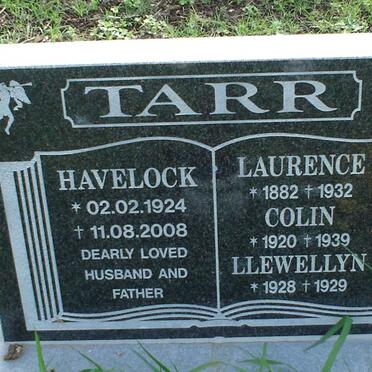 TARR
HAVELOCK
* 02.02.1924
† 11.08.2008
DEARLY LOVED
HUSBAND AND
FATHER
LAURENCE
* 1882 † 1932
COLIN
* 1920 † 1939
LLEWELLYN
* 1928 † 1929